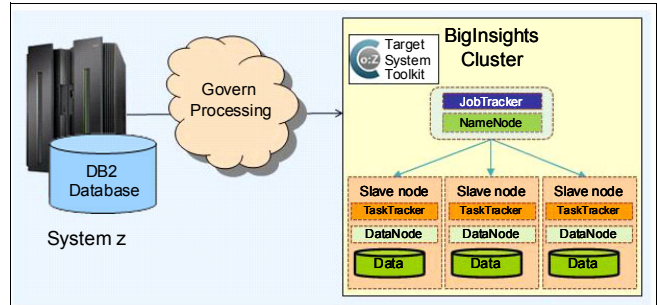 BigInsights
Cluster
Co:Z
Target
System
Toolkit
Govern
Processing
JobTracker
NameNode
DB2
Database
System z
Slave node
TaskTracker
DataNode
Data
Slave node
TaskTracker
DataNode
Data
Slave node
TaskTracker
DataNode
Data